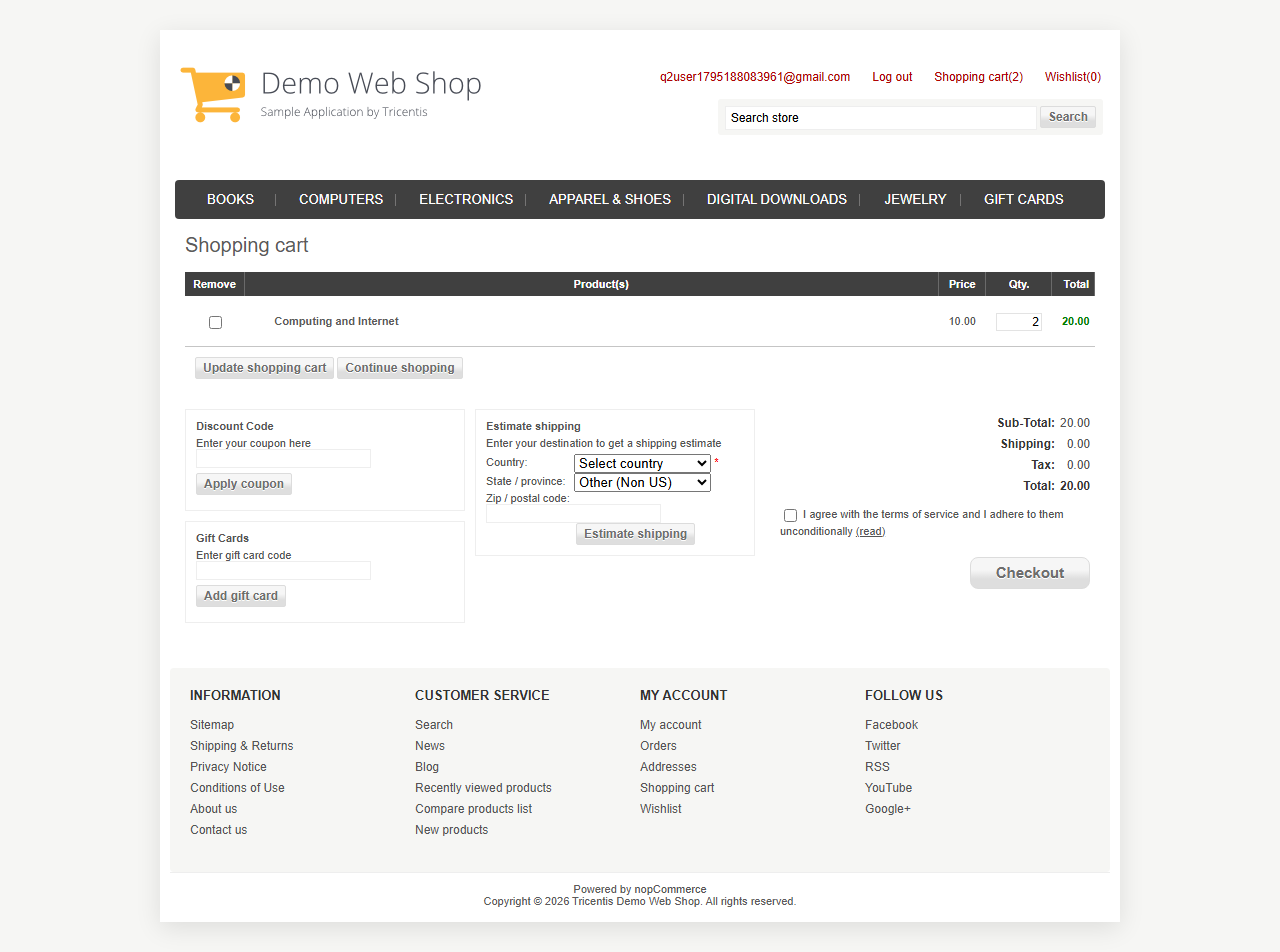 Demo Web Shop
Sample Application by Tricentis
q2user1795188083961@gmail.com Log out Shopping cart(2) Wishlist(0)
Search store Search
BOOKS COMPUTERS ELECTRONICS APPAREL & SHOES DIGITAL DOWNLOADS JEWELRY GIFT CARDS
Shopping cart
Remove Product(s) Price Qty. Total
Computing and Internet 10.00 2 20.00
Update shopping cart Continue shopping
Discount Code
Enter your coupon here
Apply coupon
Gift Cards
Enter gift card code
Add gift card
Estimate shipping
Enter your destination to get a shipping estimate
Country: Select country *
State / province: Other (Non US)
Zip / postal code:
Estimate shipping
Sub-Total: 20.00
Shipping: 0.00
Tax: 0.00
Total: 20.00
I agree with the terms of service and I adhere to them
unconditionally (read)
Checkout
INFORMATION
Sitemap
Shipping & Returns
Privacy Notice
Conditions of Use
About us
Contact us
CUSTOMER SERVICE
Search
News
Blog
Recently viewed products
Compare products list
New products
MY ACCOUNT
My account
Orders
Addresses
Shopping cart
Wishlist
FOLLOW US
Facebook
Twitter
RSS
YouTube
Google+
Powered by nopCommerce
Copyright © 2026 Tricentis Demo Web Shop. All rights reserved.